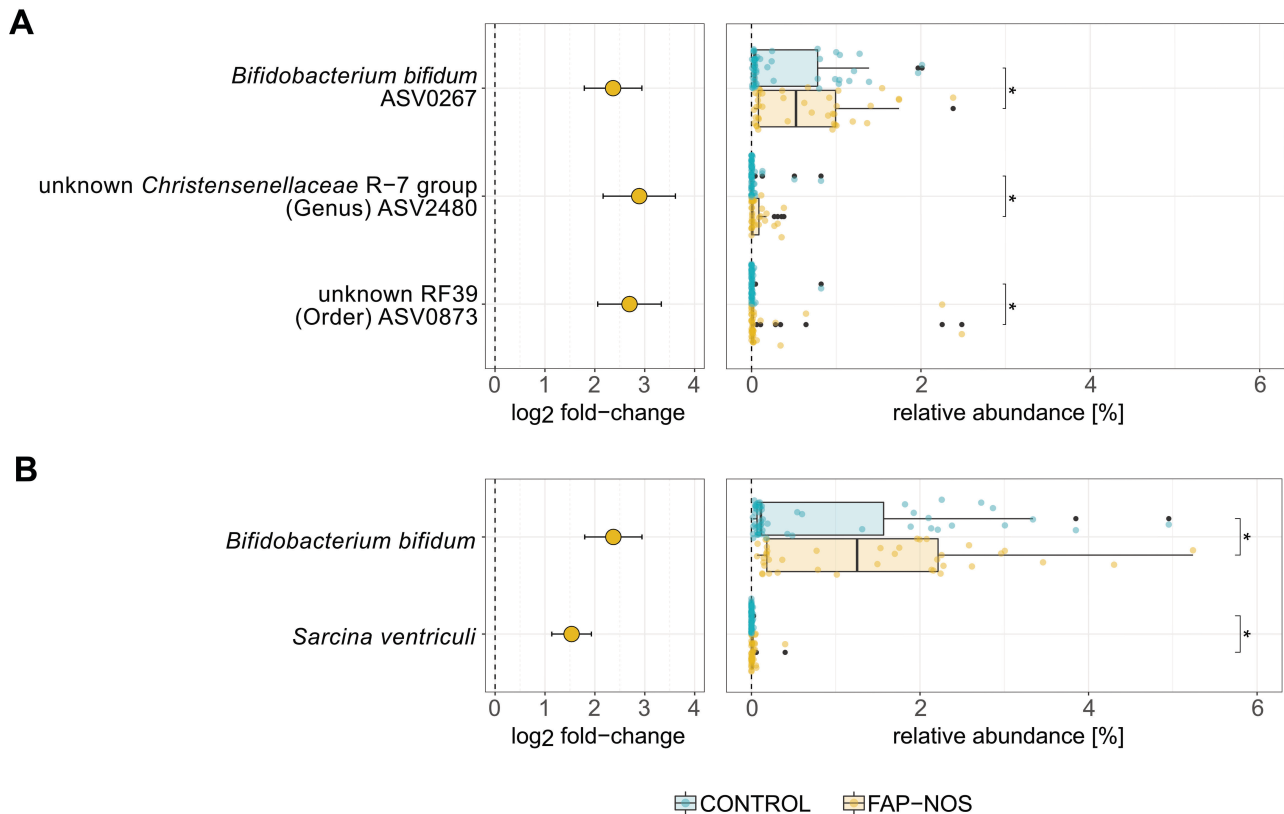 A
Bifidobacterium bifidum
ASV0267
*
unknown Christensenellaceae R−7 group
(Genus) ASV2480
*
unknown RF39
(Order) ASV0873
*
0 1 2 3 4
0 2 4 6
log2 fold−change
relative abundance [%]
B
Bifidobacterium bifidum
*
Sarcina ventriculi
*
0 1 2 3 4
0 2 4 6
log2 fold−change
relative abundance [%]
CONTROL FAP−NOS